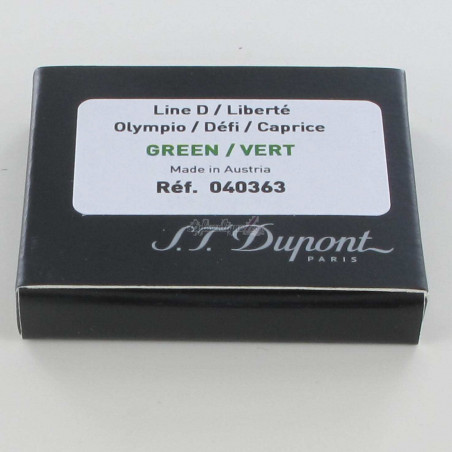 Line D / Liberté
Olympio / Défi / Caprice
GREEN / VERT
Made in Austria
Réf. 040363
S.T. Dupont
PARIS